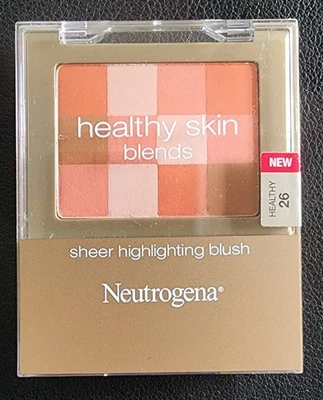 healthy skin
blends
NEW
HEALTHY
26
sheer highlighting blush
Neutrogena®